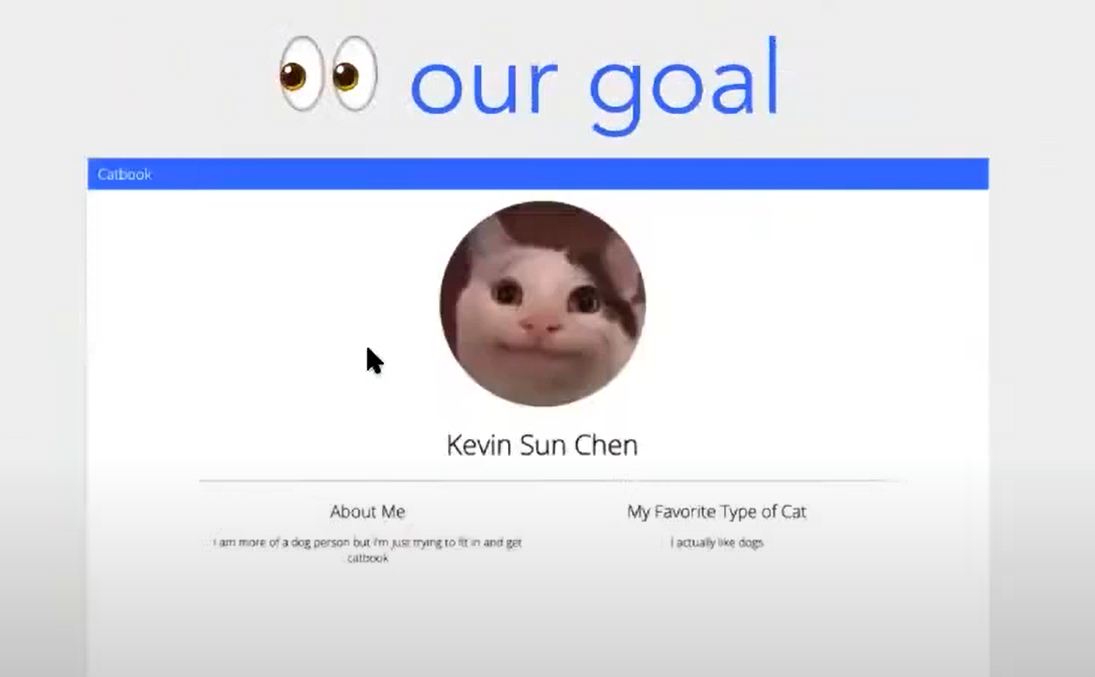 👀 our goal
Catbook
Kevin Sun Chen
About Me
My Favorite Type of Cat
i am more of a dog person but i'm just trying to fit in and get
catbook
i actually like dogs